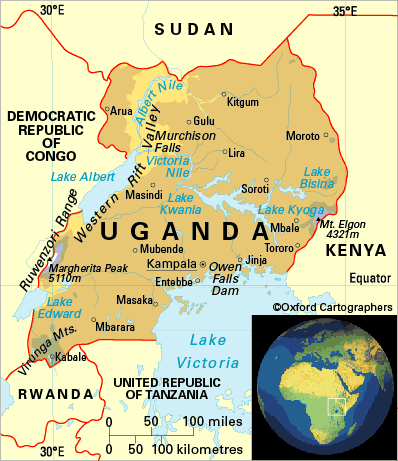 30°E
35°E
SUDAN
Albert Nile
Arua
Kitgum
Gulu
DEMOCRATIC
REPUBLIC
OF
CONGO
Murchison
Falls
Moroto
Victoria
Nile
Lira
Lake Albert
Western Rift Valley
Lake
Bisina
Masindi
Soroti
Lake
Kwania
Lake Kyoga
Ruwenzori Range
Mbale
Mt. Elgon
4321m
UGANDA
Tororo
KENYA
Mubende
Margherita Peak
5110m
Kampala
Owen
Falls
Dam
Jinja
Entebbe
Equator
Lake
Edward
Masaka
©Oxford Cartographers
Mbarara
Virunga Mts.
Kabale
Lake
Victoria
RWANDA
UNITED REPUBLIC
OF TANZANIA
0 50 100 miles
0 50 100 kilometres
30°E